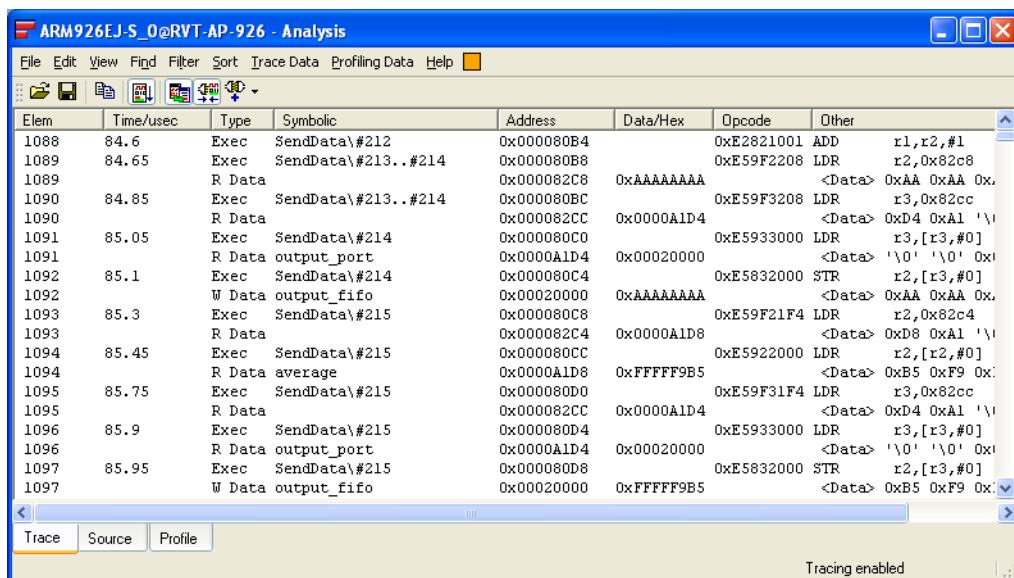 ARM926EJ-S_0@RVT-AP-926 - Analysis
File Edit View Find Filter Sort Trace Data Profiling Data Help
Elem Time/usec Type Symbolic Address Data/Hex Opcode Other
1088 84.6 Exec SendData\#212 0x000080B4 0xE2821001 ADD r1,r2,#1
1089 84.65 Exec SendData\#213..#214 0x000080B8 0xE59F2208 LDR r2,0x82c8
1089 R Data 0x000082C8 0xAAAAAAAA <Data> 0xAA 0xAA 0x
1090 84.85 Exec SendData\#213..#214 0x000080BC 0xE59F3208 LDR r3,0x82cc
1090 R Data 0x000082CC 0x0000A1D4 <Data> 0xD4 0xA1 '\
1091 85.05 Exec SendData\#214 0x000080C0 0xE5933000 LDR r3,[r3,#0]
1091 R Data output_port 0x0000A1D4 0x00020000 <Data> '\0' '\0' 0x
1092 85.1 Exec SendData\#214 0x000080C4 0xE5832000 STR r2,[r3,#0]
1092 W Data output_fifo 0x00020000 0xAAAAAAAA <Data> 0xAA 0xAA 0x
1093 85.3 Exec SendData\#215 0x000080C8 0xE59F21F4 LDR r2,0x82c4
1093 R Data 0x000082C4 0x0000A1D8 <Data> 0xD8 0xA1 '\
1094 85.45 Exec SendData\#215 0x000080CC 0xE5922000 LDR r2,[r2,#0]
1094 R Data average 0x0000A1D8 0xFFFFF9B5 <Data> 0xB5 0xF9 0x
1095 85.75 Exec SendData\#215 0x000080D0 0xE59F31F4 LDR r3,0x82cc
1095 R Data 0x000082CC 0x0000A1D4 <Data> 0xD4 0xA1 '\
1096 85.9 Exec SendData\#215 0x000080D4 0xE5933000 LDR r3,[r3,#0]
1096 R Data output_port 0x0000A1D4 0x00020000 <Data> '\0' '\0' 0x
1097 85.95 Exec SendData\#215 0x000080D8 0xE5832000 STR r2,[r3,#0]
1097 W Data output_fifo 0x00020000 0xFFFFF9B5 <Data> 0xB5 0xF9 0x
Trace Source Profile
Tracing enabled